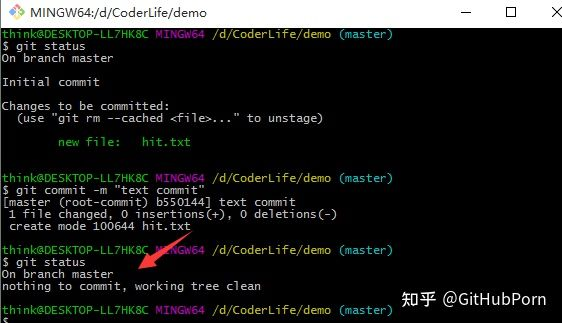 MINGW64:/d/CoderLife/demo
think@DESKTOP-LL7HK8C MINGW64 /d/CoderLife/demo (master)
$ git status
On branch master
Initial commit
Changes to be committed:
(use "git rm --cached <file>..." to unstage)
new file: hit.txt
think@DESKTOP-LL7HK8C MINGW64 /d/CoderLife/demo (master)
$ git commit -m "text commit"
[master (root-commit) b550144] text commit
1 file changed, 0 insertions(+), 0 deletions(-)
create mode 100644 hit.txt
think@DESKTOP-LL7HK8C MINGW64 /d/CoderLife/demo (master)
$ git status
On branch master
nothing to commit, working tree clean
think@DESKTOP-LL7HK8C MINGW64 /d/CoderLife/demo (master)
$
知乎 @GitHubPorn